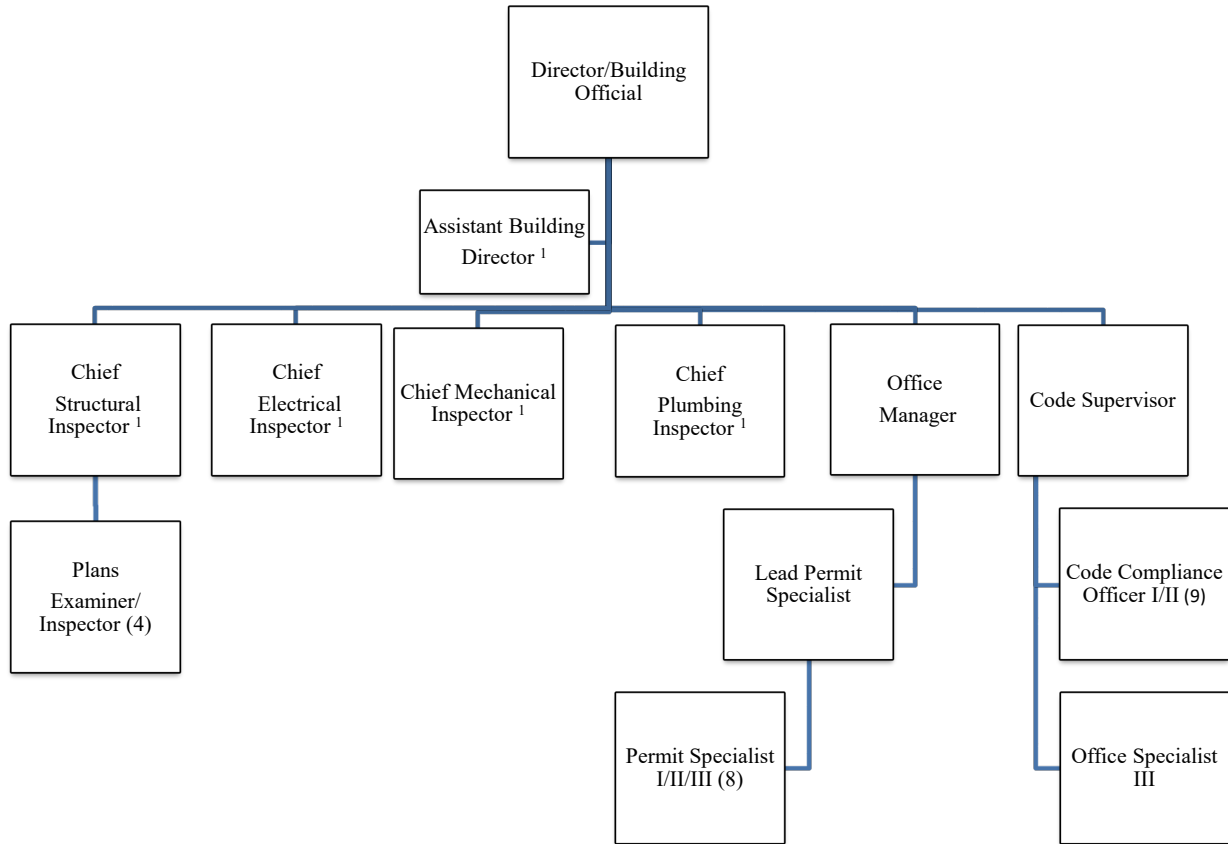 Director/Building
Official
Assistant Building
Director 1
Chief
Structural
Inspector 1
Chief
Electrical
Inspector 1
Chief Mechanical
Inspector 1
Chief
Plumbing
Inspector 1
Office
Manager
Code Supervisor
Plans
Examiner/
Inspector (4)
Lead Permit
Specialist
Code Compliance
Officer I/II (9)
Permit Specialist
I/II/III (8)
Office Specialist
III